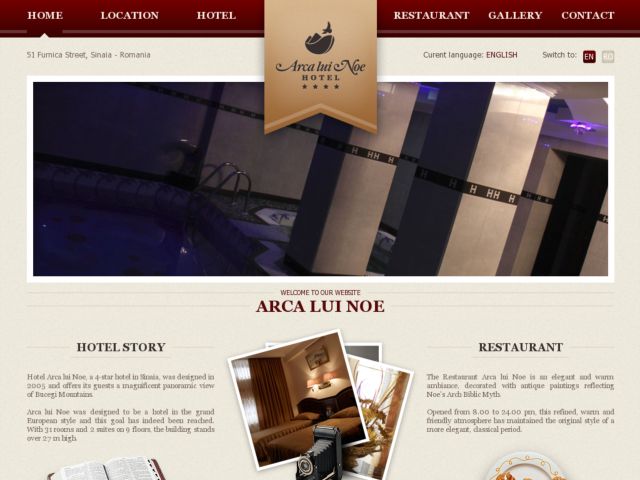 HOME LOCATION HOTEL RESTAURANT GALLERY CONTACT
Arca lui Noe
HOTEL
51 Furnica Street, Sinaia - Romania
Curent language: ENGLISH Switch to: EN RO
WELCOME TO OUR WEBSITE
ARCA LUI NOE
HOTEL STORY
Hotel Arca lui Noe, a 4-star hotel in Sinaia, was designed in
2005 and offers its guests a magnificent panoramic view
of Bucegi Mountains.
Arca lui Noe was designed to be a hotel in the grand
European style and this goal has indeed been reached.
With 31 rooms and 2 suites on 9 floors, the building stands
over 27 m high.
RESTAURANT
The Restaurant Arca lui Noe is an elegant and warm
ambiance, decorated with antique paintings reflecting
Noe's Arch Biblic Myth.
Opened from 8.00 to 24.00 pm, this refined, warm and
friendly atmosphere has maintained the original style of a
more elegant, classical period.